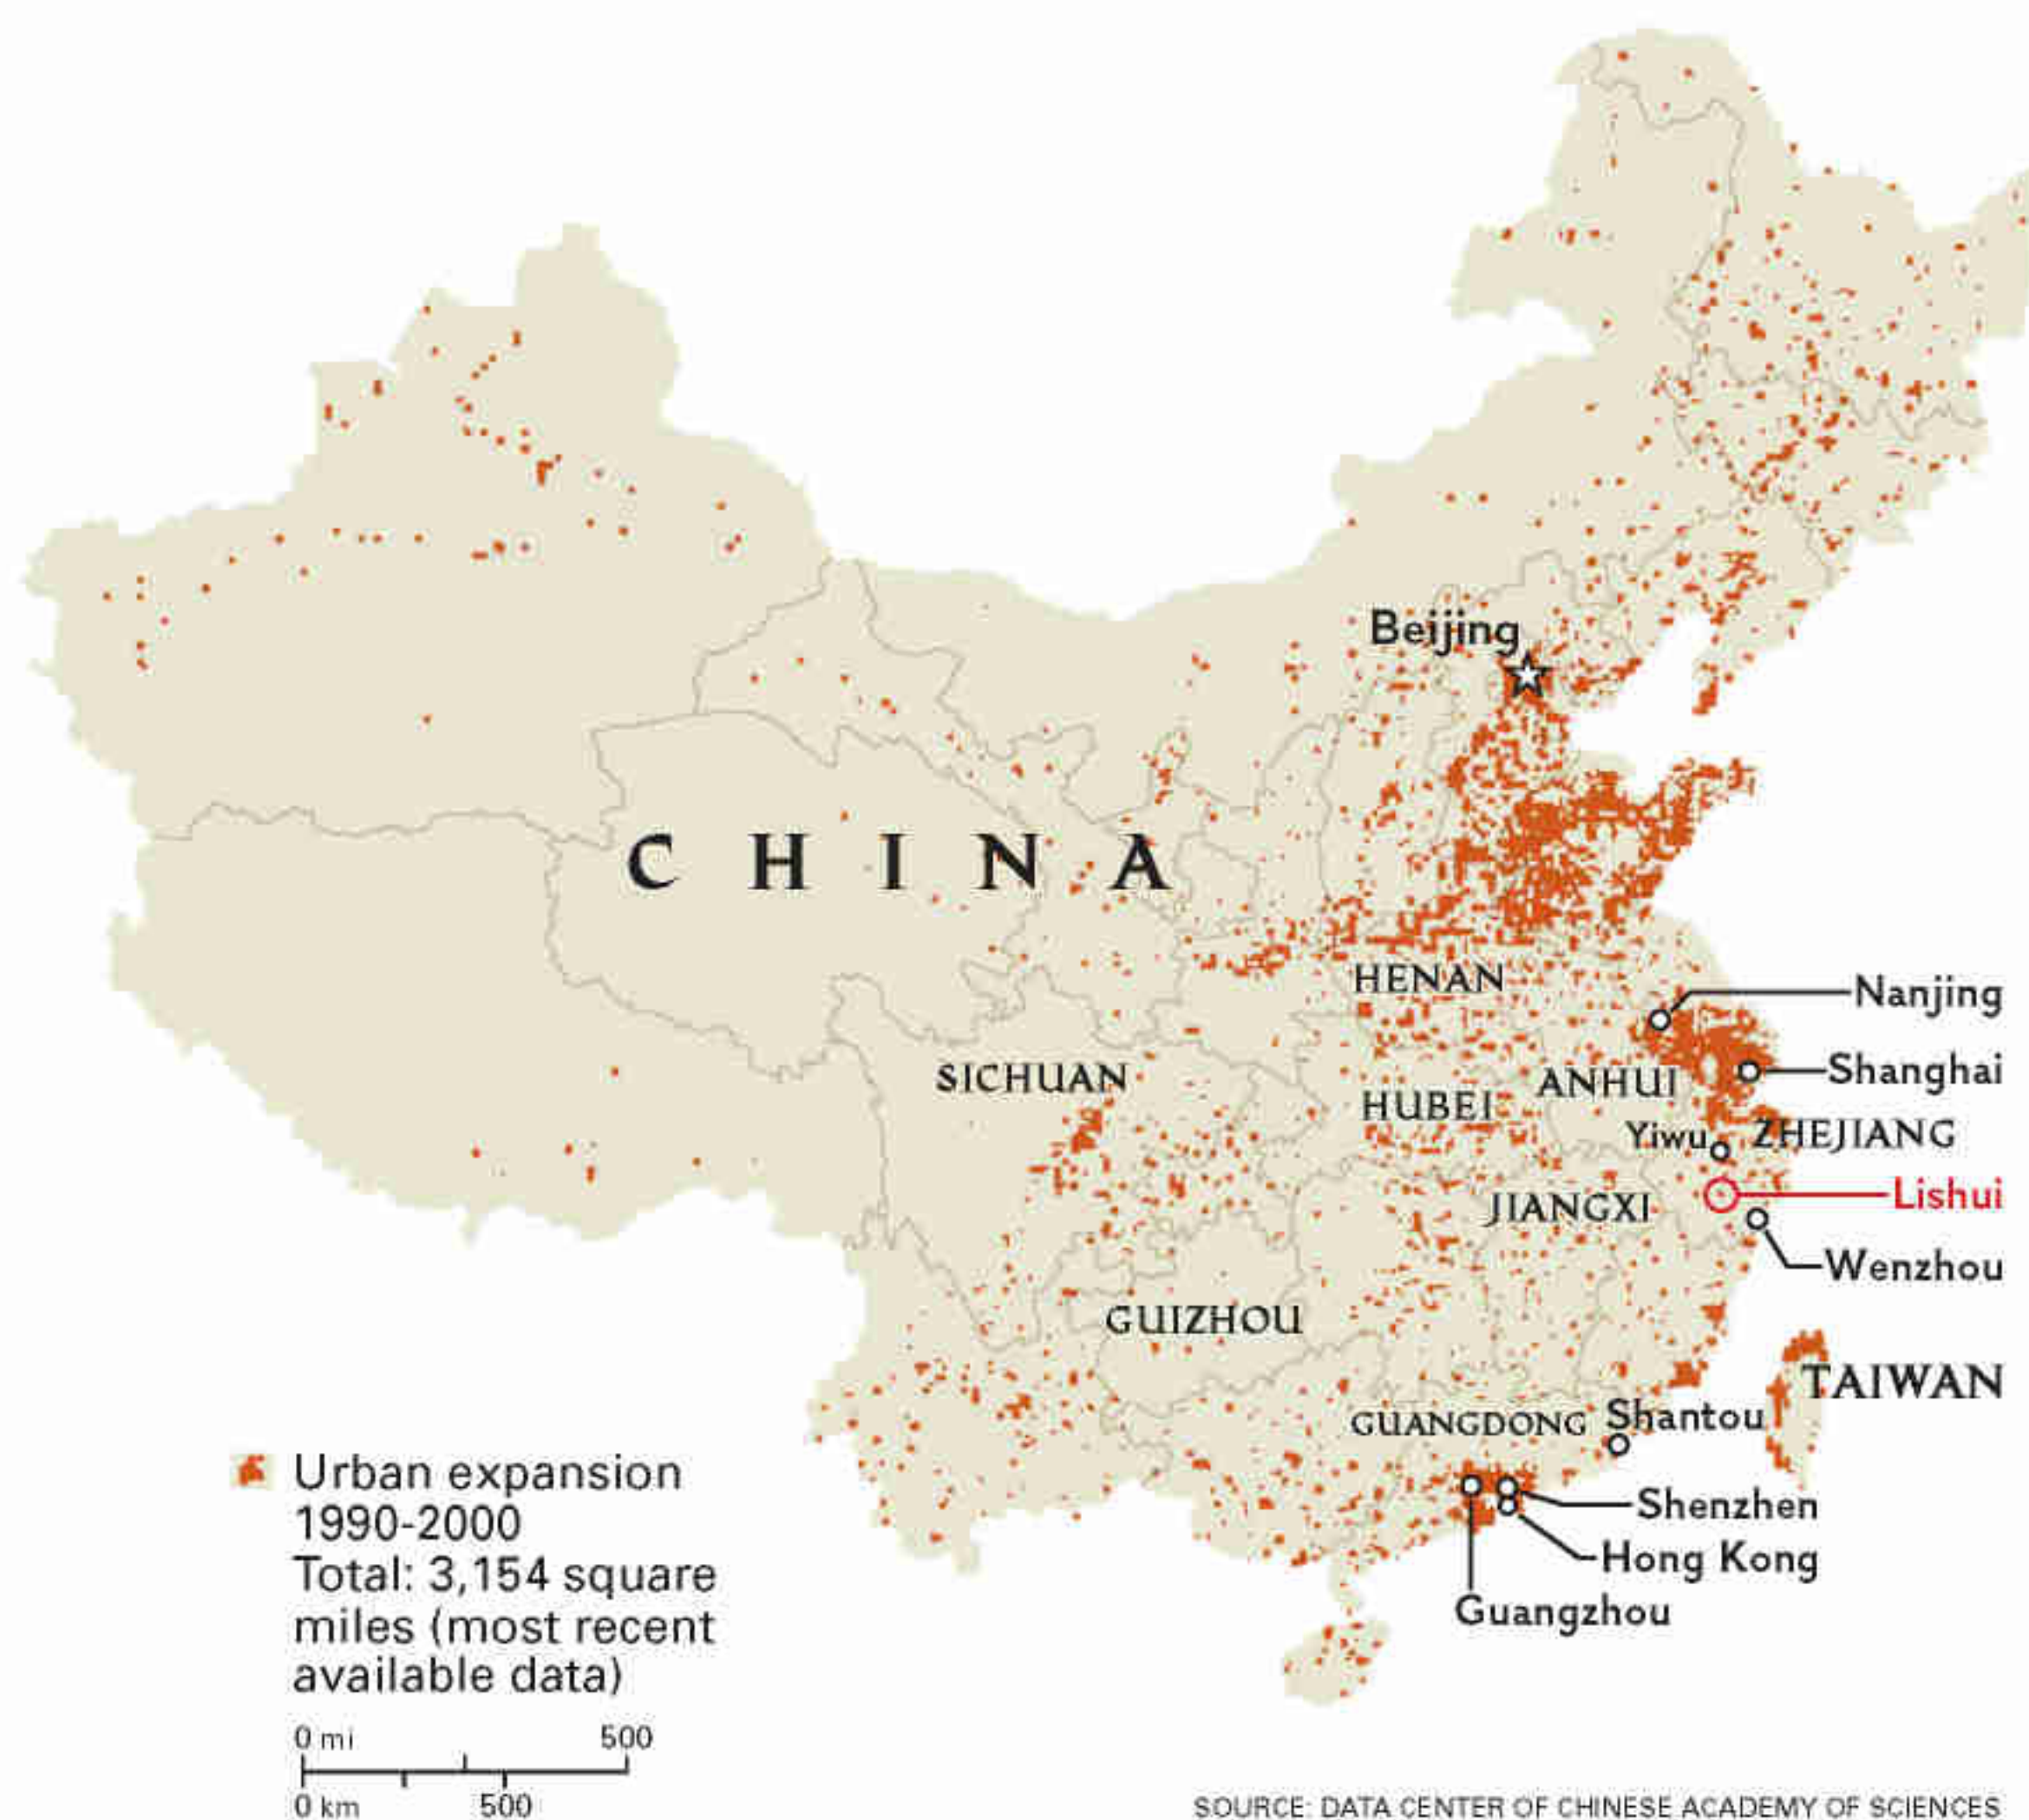 Beijing
CHINA
HENAN
Nanjing
SICHUAN
ANHUI
Shanghai
HUBEI
Yiwu
ZHEJIANG
Lishui
JIANGXI
Wenzhou
GUIZHOU
TAIWAN
GUANGDONG
Shantou
Shenzhen
Hong Kong
Guangzhou
Urban expansion
1990-2000
Total: 3,154 square
miles (most recent
available data)
0 mi 500
0 km 500
SOURCE: DATA CENTER OF CHINESE ACADEMY OF SCIENCES